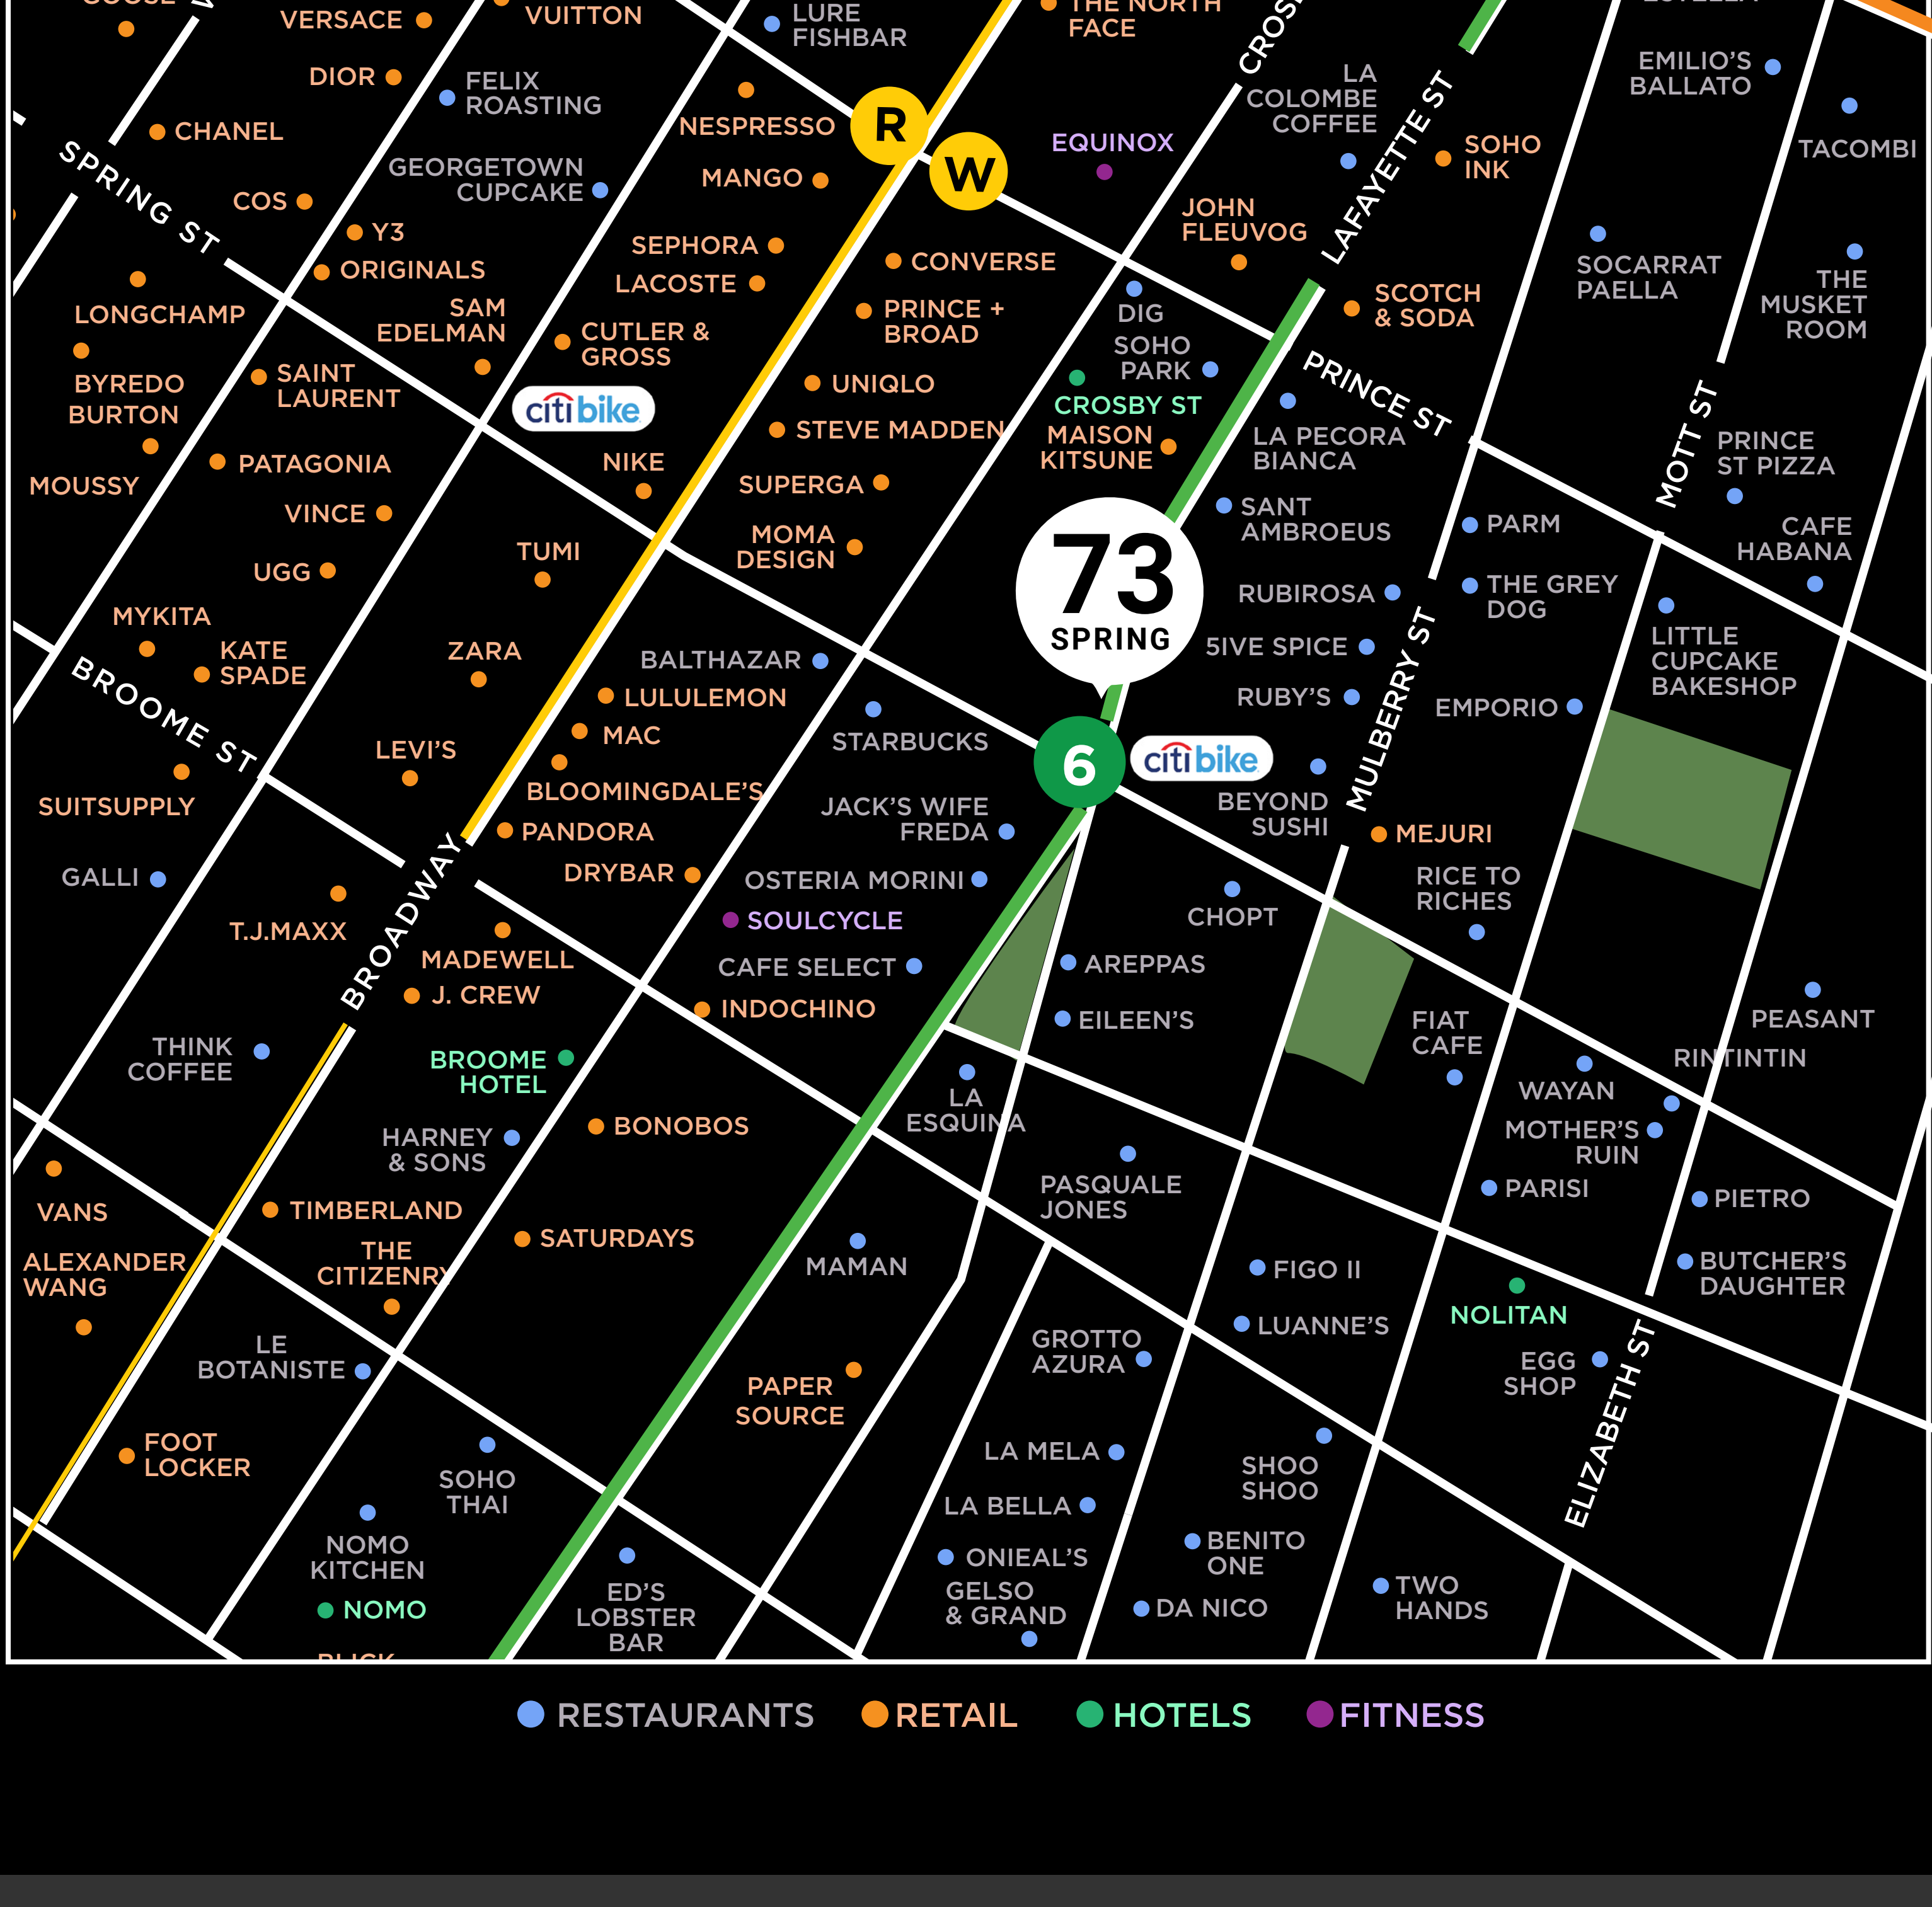 VERSACE
VUITTON
LURE
FISHBAR
THE NORTH
FACE
DIOR
FELIX
ROASTING
CHANEL
NESPRESSO
R
W
EQUINOX
LA
COLOMBE
COFFEE
LAFAYETTE ST
SOHO
INK
EMILIO'S
BALLATO
TACOMBI
SPRING ST
COS
GEORGETOWN
CUPCAKE
MANGO
Y3
ORIGINALS
SEPHORA
LACOSTE
CONVERSE
JOHN
FLEUVOG
SOCARRAT
PAELLA
THE
MUSKET
ROOM
LONGCHAMP
SAM
EDELMAN
CUTLER &
GROSS
PRINCE +
BROAD
DIG
SOHO
PARK
SCOTCH
& SODA
PRINCE ST
BYREDO
BURTON
SAINT
LAURENT
citi bike
UNIQLO
STEVE MADDEN
CROSBY ST
MAISON
KITSUNE
LA PECORA
BIANCA
MOTT ST
PRINCE
ST PIZZA
MOUSSY
PATAGONIA
VINCE
NIKE
SUPERGA
MOMA
DESIGN
73
SPRING
SANT
AMBROEUS
PARM
CAFE
HABANA
UGG
TUMI
RUBIROSA
THE GREY
DOG
MYKITA
KATE
SPADE
ZARA
BALTHAZAR
LULULEMON
5IVE SPICE
RUBY'S
MULBERRY ST
EMPORIO
LITTLE
CUPCAKE
BAKESHOP
BROOME ST
LEVI'S
MAC
BLOOMINGDALE'S
STARBUCKS
6
citi bike
BEYOND
SUSHI
MEJURI
SUITSUPPLY
PANDORA
JACK'S WIFE
FREDA
GALLI
BROADWAY
DRYBAR
OSTERIA MORINI
CHOPT
RICE TO
RICHES
T.J.MAXX
SOULCYCLE
MADEWELL
J. CREW
CAFE SELECT
INDOCHINO
AREPPAS
EILEEN'S
FIAT
CAFE
PEASANT
RINTINTIN
THINK
COFFEE
BROOME
HOTEL
LA
ESQUINA
WAYAN
MOTHER'S
RUIN
HARNEY
& SONS
BONOBOS
PASQUALE
JONES
PARISI
PIETRO
VANS
TIMBERLAND
SATURDAYS
MAMAN
ALEXANDER
WANG
THE
CITIZENRY
FIGO II
BUTCHER'S
DAUGHTER
NOLITAN
LUANNE'S
GROTTO
AZURA
EGG
SHOP
ELIZABETH ST
LE
BOTANISTE
PAPER
SOURCE
FOOT
LOCKER
SOHO
THAI
LA MELA
SHOO
SHOO
LA BELLA
NOMO
KITCHEN
NOMO
ED'S
LOBSTER
BAR
ONIEAL'S
GELSO
& GRAND
BENITO
ONE
DA NICO
TWO
HANDS
RESTAURANTS
RETAIL
HOTELS
FITNESS